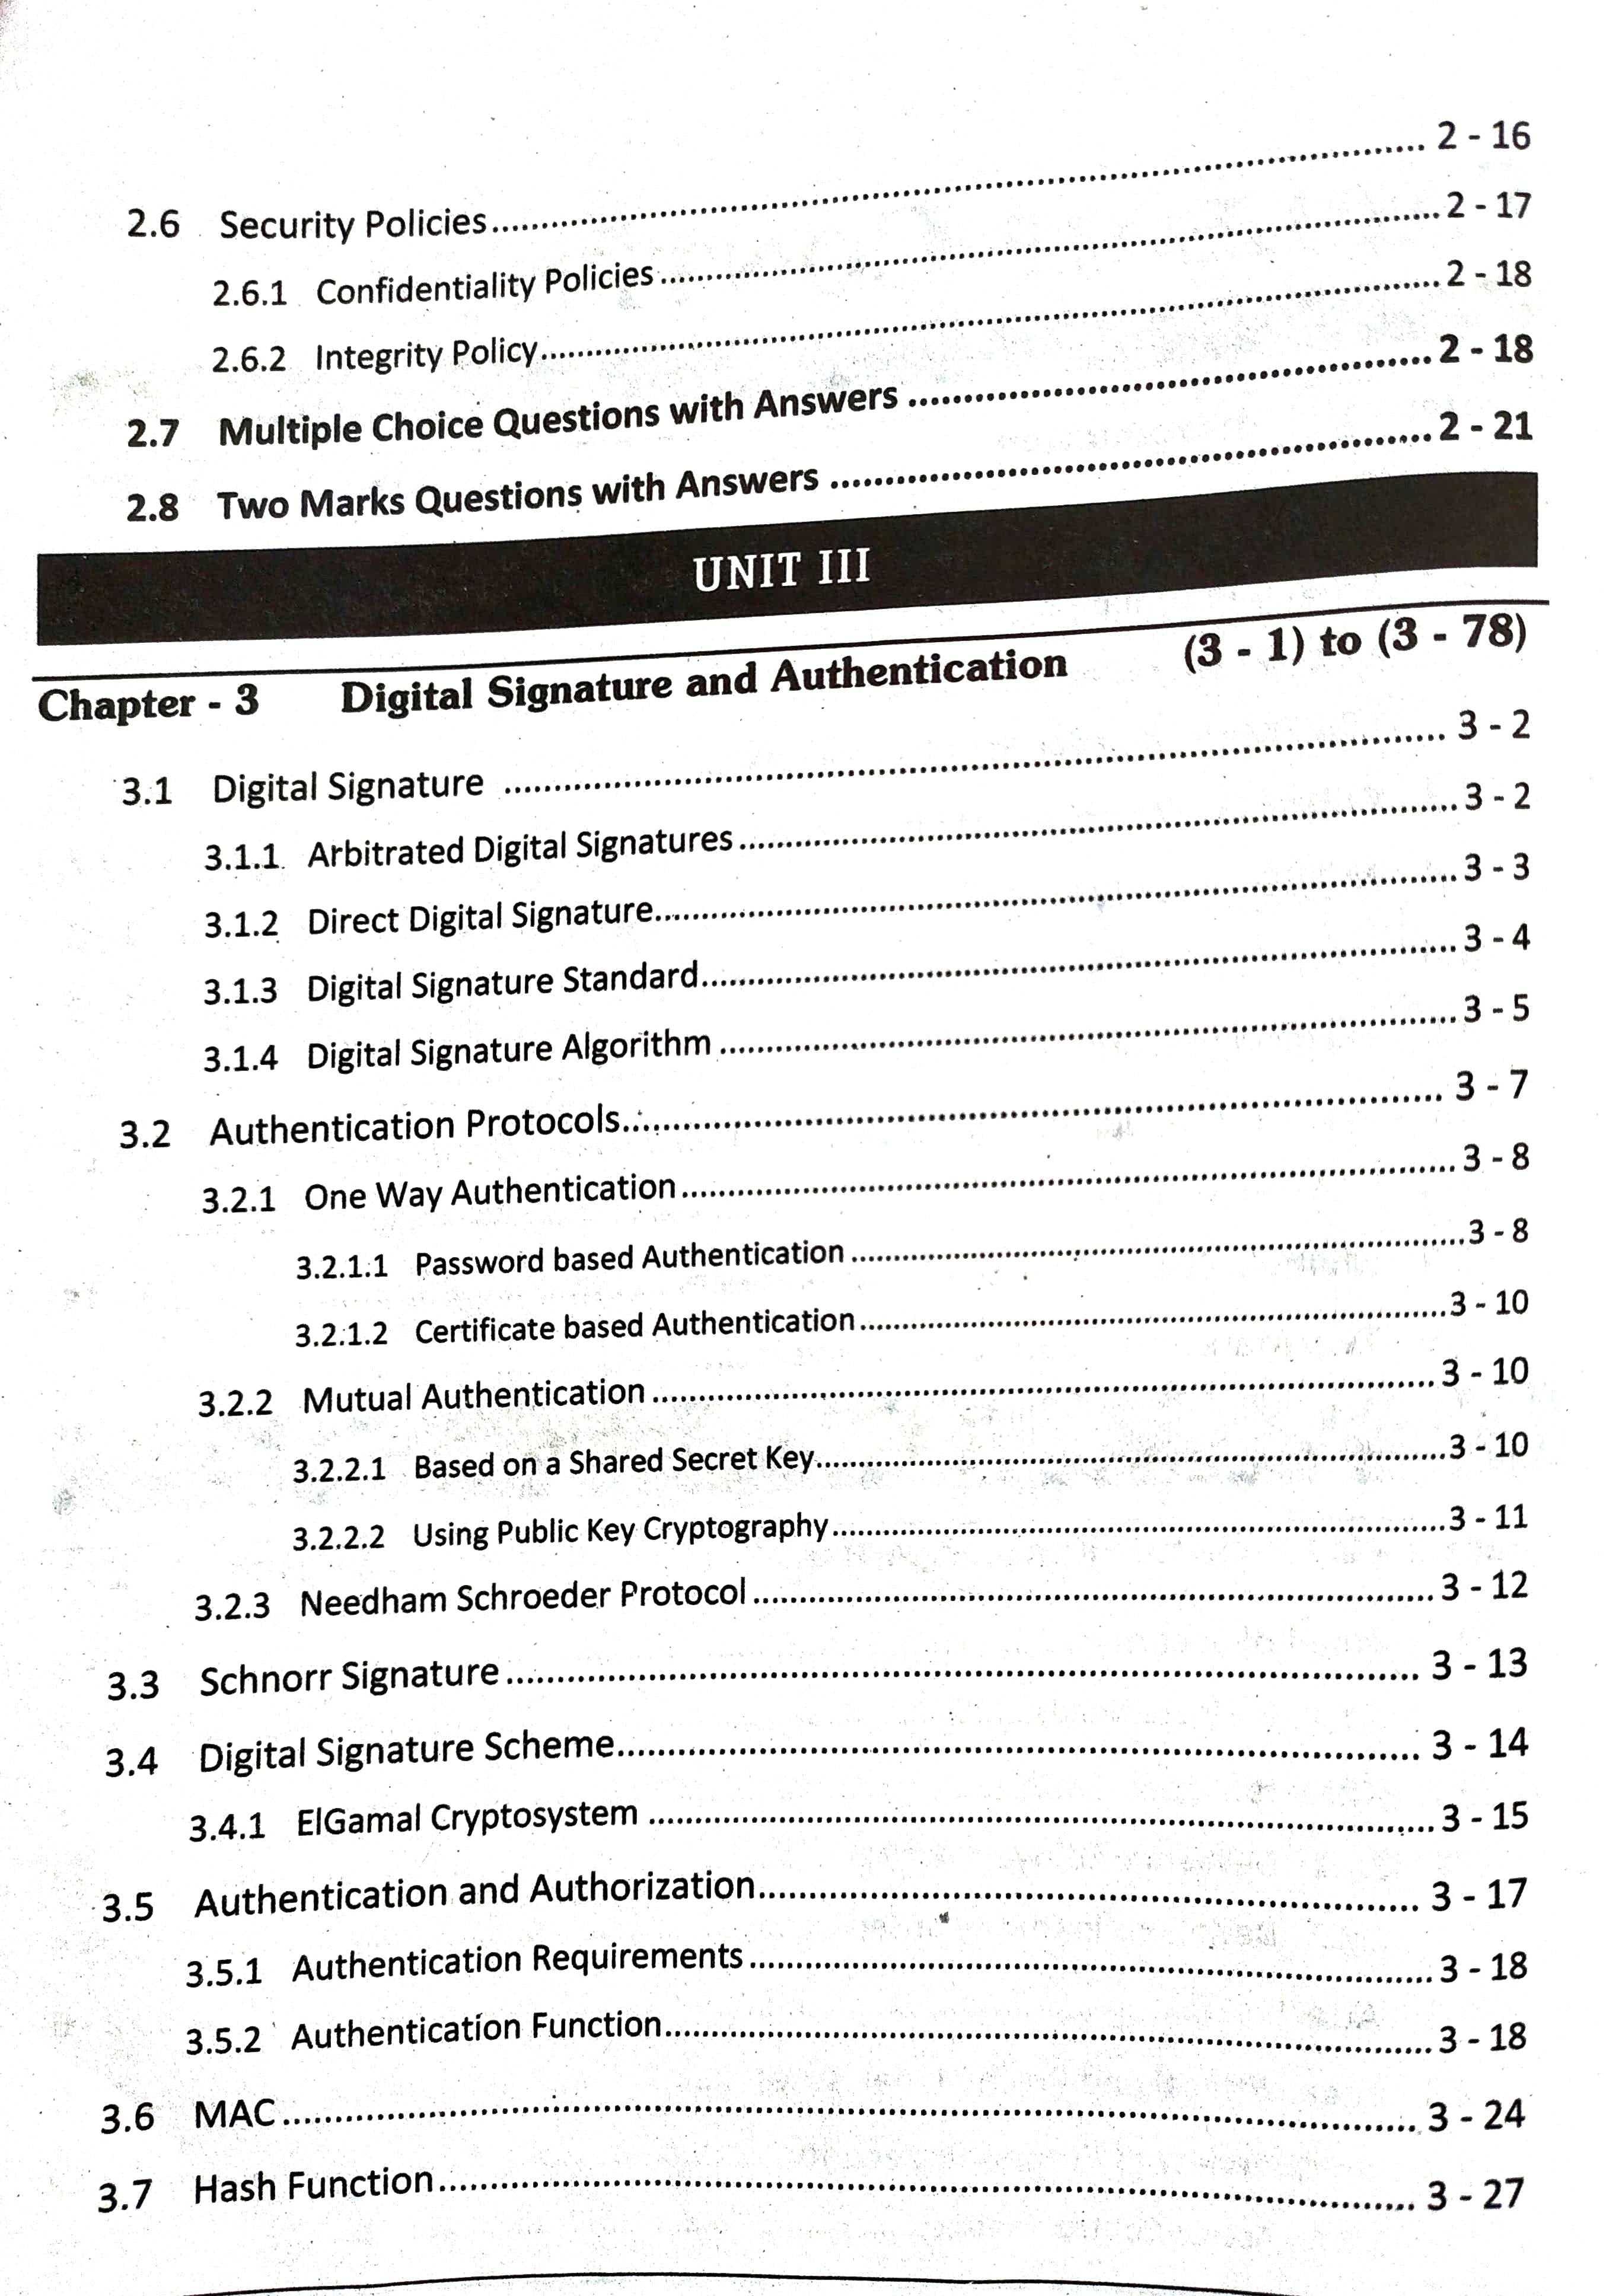 2.6 Security Policies........................................ 2 - 16
2.6.1 Confidentiality Policies........................................ 2 - 17
2.6.2 Integrity Policy........................................ 2 - 18
2.7 Multiple Choice Questions with Answers ........................................ 2 - 18
2.8 Two Marks Questions with Answers ........................................ 2 - 21
UNIT III
Chapter - 3 Digital Signature and Authentication (3 - 1) to (3 - 78)
3.1 Digital Signature ........................................ 3 - 2
3.1.1 Arbitrated Digital Signatures........................................ 3 - 2
3.1.2 Direct Digital Signature........................................ 3 - 3
3.1.3 Digital Signature Standard........................................ 3 - 4
3.1.4 Digital Signature Algorithm ........................................ 3 - 5
3.2 Authentication Protocols........................................ 3 - 7
3.2.1 One Way Authentication........................................ 3 - 8
3.2.1.1 Password based Authentication ........................................ 3 - 8
3.2.1.2 Certificate based Authentication........................................ 3 - 10
3.2.2 Mutual Authentication ........................................ 3 - 10
3.2.2.1 Based on a Shared Secret Key........................................ 3 - 10
3.2.2.2 Using Public Key Cryptography........................................ 3 - 11
3.2.3 Needham Schroeder Protocol........................................ 3 - 12
3.3 Schnorr Signature........................................ 3 - 13
3.4 Digital Signature Scheme........................................ 3 - 14
3.4.1 ElGamal Cryptosystem ........................................ 3 - 15
3.5 Authentication and Authorization........................................ 3 - 17
3.5.1 Authentication Requirements........................................ 3 - 18
3.5.2 Authentication Function........................................ 3 - 18
3.6 MAC........................................ 3 - 24
3.7 Hash Function........................................ 3 - 27